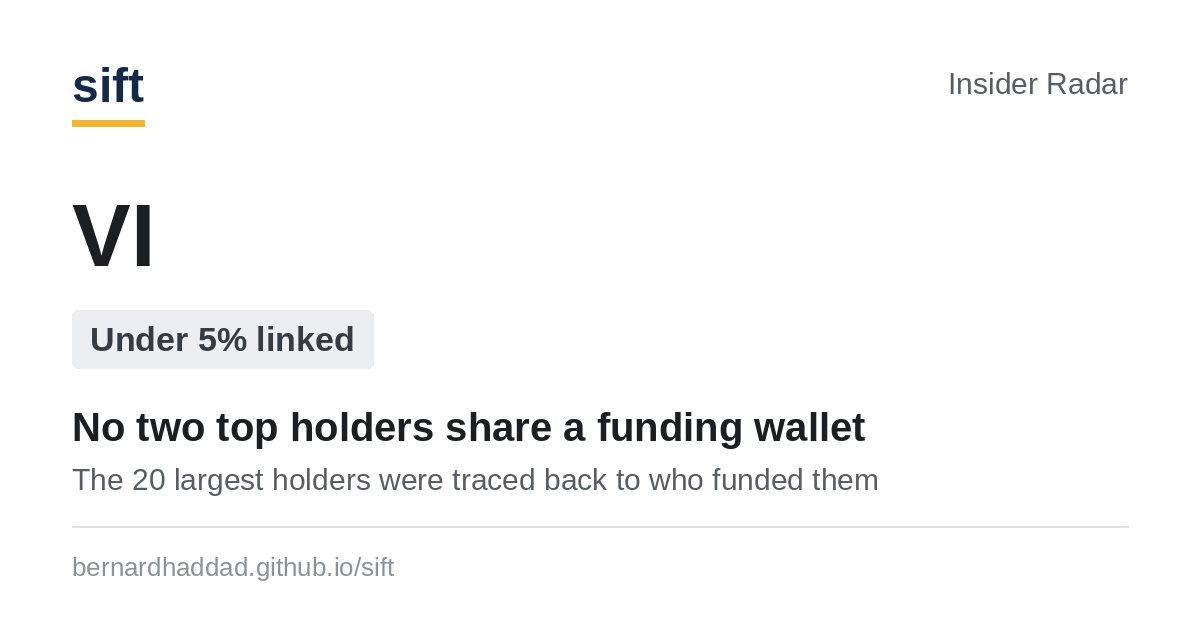 sift
Insider Radar
VI
Under 5% linked
No two top holders share a funding wallet
The 20 largest holders were traced back to who funded them
bernardhaddad.github.io/sift